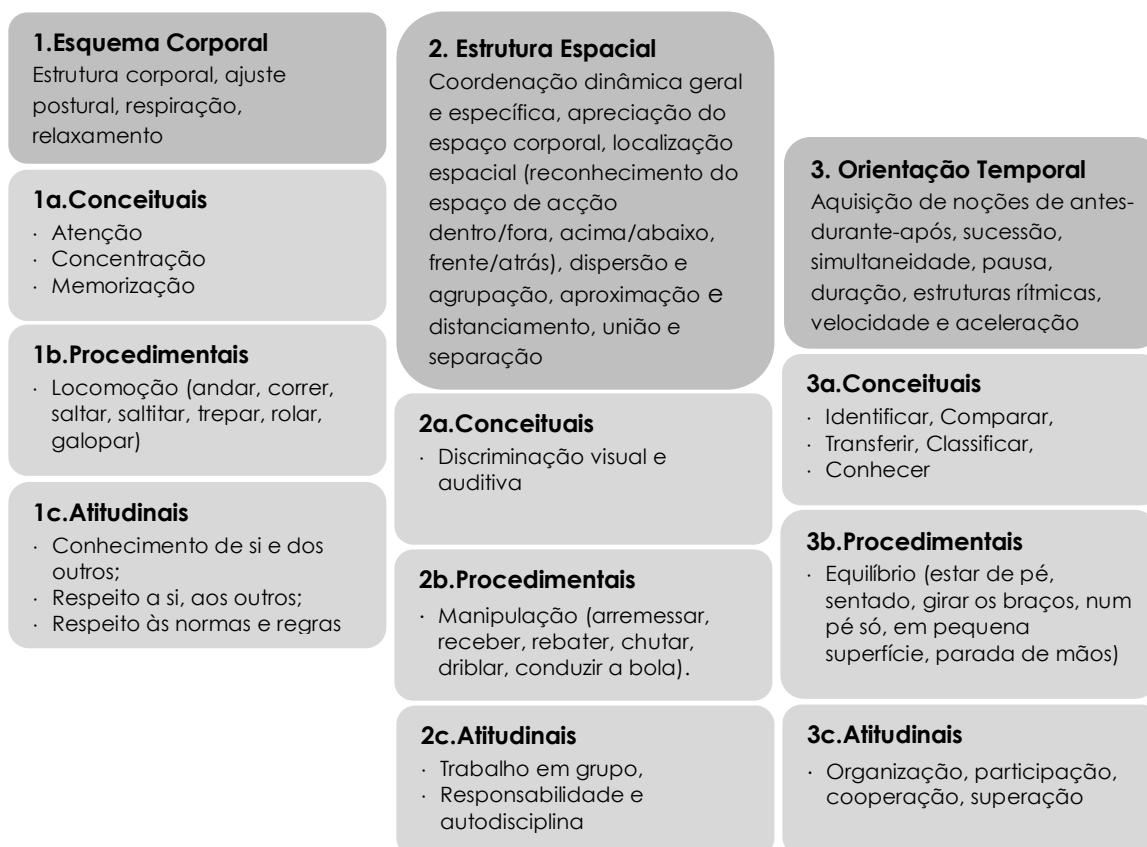 1.Esquema Corporal
Estrutura corporal, ajuste
postural, respiração,
relaxamento
1a.Conceituais
· Atenção
· Concentração
· Memorização
1b.Procedimentais
· Locomoção (andar, correr,
saltar, saltitar, trepar, rolar,
galopar)
1c.Atitudinais
· Conhecimento de si e dos
outros;
· Respeito a si, aos outros;
· Respeito às normas e regras
2. Estrutura Espacial
Coordenação dinâmica geral
e específica, apreciação do
espaço corporal, localização
espacial (reconhecimento do
espaço de acção
dentro/fora, acima/abaixo,
frente/atrás), dispersão e
agrupação, aproximação e
distanciamento, união e
separação
2a.Conceituais
· Discriminação visual e
auditiva
2b.Procedimentais
· Manipulação (arremessar,
receber, rebater, chutar,
driblar, conduzir a bola).
2c.Atitudinais
· Trabalho em grupo,
· Responsabilidade e
autodisciplina
3. Orientação Temporal
Aquisição de noções de antes-
durante-após, sucessão,
simultaneidade, pausa,
duração, estruturas rítmicas,
velocidade e aceleração
3a.Conceituais
· Identificar, Comparar,
· Transferir, Classificar,
· Conhecer
3b.Procedimentais
· Equilíbrio (estar de pé,
sentado, girar os braços, num
pé só, em pequena
superfície, parada de mãos)
3c.Atitudinais
· Organização, participação,
cooperação, superação